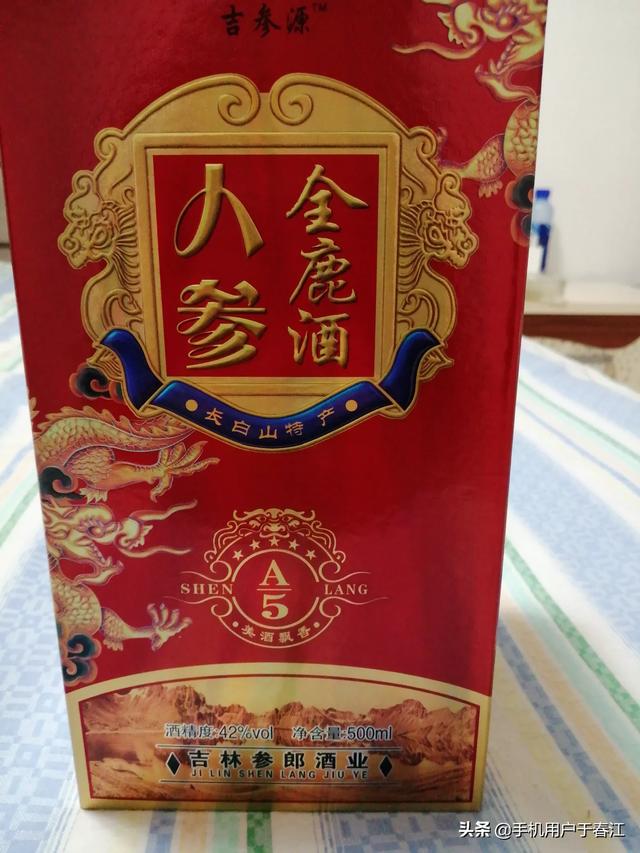 吉参源™
人参
全鹿酒
长白山特产
A
5
SHEN LANG
美酒飘香
酒精度:42%vol 净含量:500ml
吉林参郎酒业
JI LIN SHEN LANG JIU YE
头条 @手机用户于春江